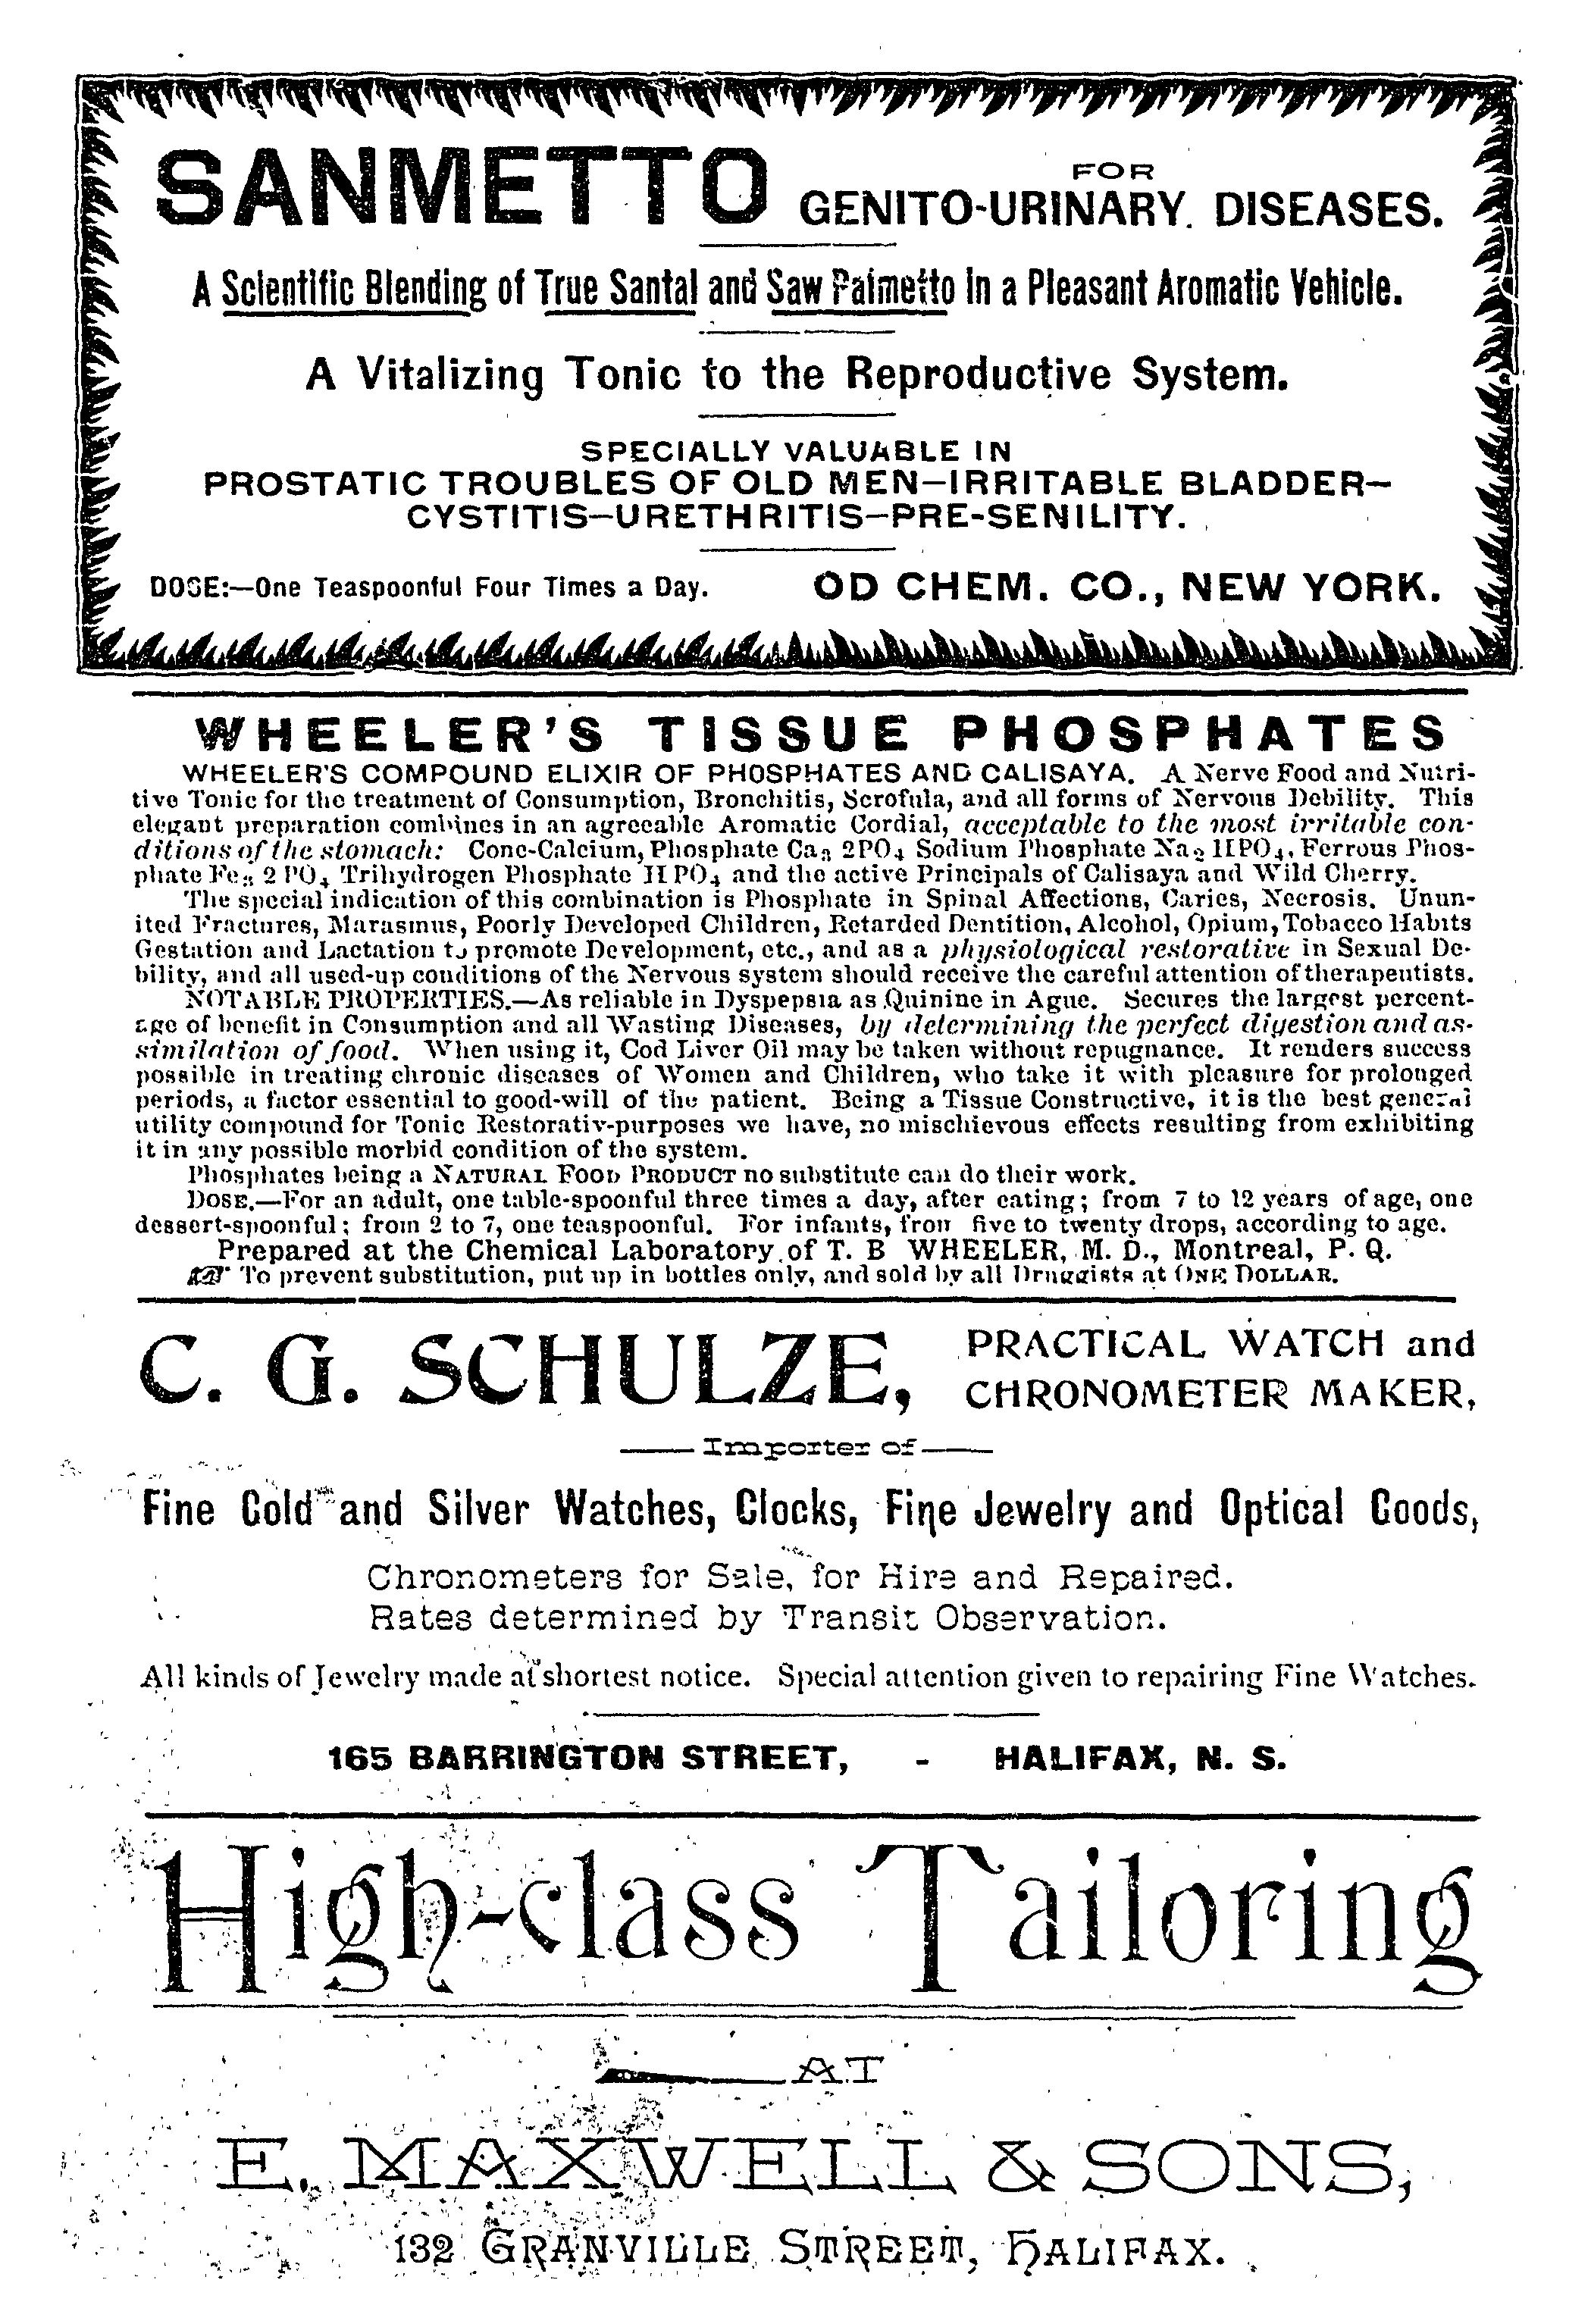 SANMETTO FOR GENITO-URINARY DISEASES.
A Scientific Blending of True Santal and Saw Palmetto in a Pleasant Aromatic Vehicle.
A Vitalizing Tonic to the Reproductive System.
SPECIALLY VALUABLE IN
PROSTATIC TROUBLES OF OLD MEN—IRRITABLE BLADDER—
CYSTITIS—URETHRITIS—PRE-SENILITY.
DOSE:—One Teaspoonful Four Times a Day. OD CHEM. CO., NEW YORK.
WHEELER'S TISSUE PHOSPHATES
WHEELER'S COMPOUND ELIXIR OF PHOSPHATES AND CALISAYA. A Nerve Food and Nutri-
tive Tonic for the treatment of Consumption, Bronchitis, Scrofula, and all forms of Nervous Debility. This
elegant preparation combines in an agreeable Aromatic Cordial, acceptable to the most irritable con-
ditions of the stomach: Cone-Calcium, Phosphate Ca₃ 2PO₄ Sodium Phosphate Na₂ HPO₄, Ferrous Phos-
phate Fe₃ 2 PO₄ Trihydrogen Phosphate H PO₄ and the active Principals of Calisaya and Wild Cherry.
The special indication of this combination is Phosphate in Spinal Affections, Caries, Necrosis. Unun-
ited Fractures, Marasmus, Poorly Developed Children, Retarded Dentition, Alcohol, Opium, Tobacco Habits
Gestation and Lactation to promote Development, etc., and as a physiological restorative in Sexual De-
bility, and all used-up conditions of the Nervous system should receive the careful attention of therapeutists.
NOTABLE PROPERTIES.—As reliable in Dyspepsia as Quinine in Ague. Secures the largest percent-
age of benefit in Consumption and all Wasting Diseases, by determining the perfect digestion and as-
similation of food. When using it, Cod Liver Oil may be taken without repugnance. It renders success
possible in treating chronic diseases of Women and Children, who take it with pleasure for prolonged
periods, a factor essential to good-will of the patient. Being a Tissue Constructive, it is the best general
utility compound for Tonic Restorativ-purposes we have, no mischievous effects resulting from exhibiting
it in any possible morbid condition of the system.
Phosphates being a NATURAL FOOD PRODUCT no substitute can do their work.
DOSE.—For an adult, one table-spoonful three times a day, after eating; from 7 to 12 years of age, one
dessert-spoonful; from 2 to 7, one teaspoonful. For infants, from five to twenty drops, according to age.
Prepared at the Chemical Laboratory of T. B WHEELER, M. D., Montreal, P. Q.
☞ To prevent substitution, put up in bottles only, and sold by all Druggists at ONE DOLLAR.
C. G. SCHULZE, PRACTICAL WATCH and
CHRONOMETER MAKER,
Importer of
Fine Gold and Silver Watches, Clocks, Fine Jewelry and Optical Goods,
Chronometers for Sale, for Hire and Repaired.
Rates determined by Transit Observation.
All kinds of Jewelry made at shortest notice. Special attention given to repairing Fine Watches.
165 BARRINGTON STREET, - HALIFAX, N. S.
High-class Tailoring
AT
E. MAXWELL & SONS,
132 GRANVILLE STREET, HALIFAX.